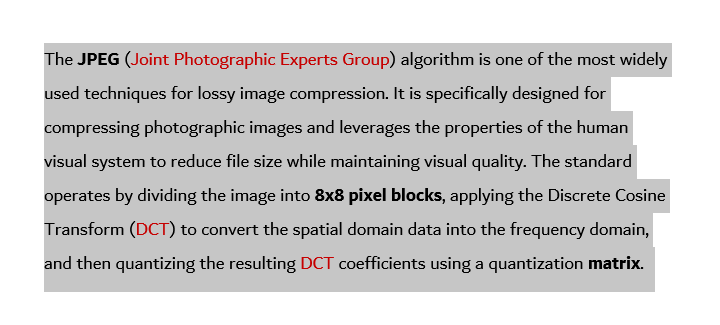 The JPEG (Joint Photographic Experts Group) algorithm is one of the most widely
used techniques for lossy image compression. It is specifically designed for
compressing photographic images and leverages the properties of the human
visual system to reduce file size while maintaining visual quality. The standard
operates by dividing the image into 8x8 pixel blocks, applying the Discrete Cosine
Transform (DCT) to convert the spatial domain data into the frequency domain,
and then quantizing the resulting DCT coefficients using a quantization matrix.